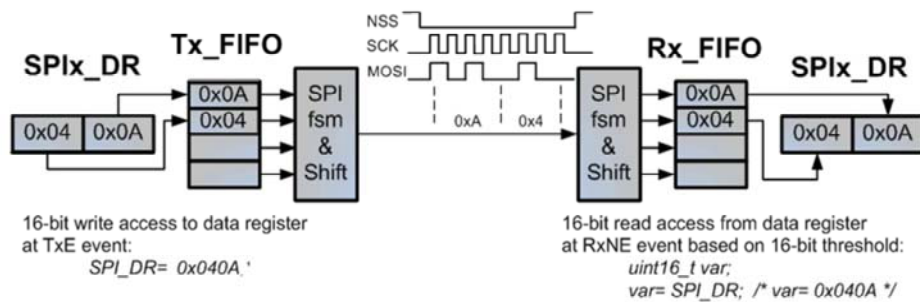 NSS
SCK
MOSI
Tx_FIFO
Rx_FIFO
SPIx_DR
SPIx_DR
0x04 0x0A
0x0A
0x04
SPI
fsm
&
Shift
0xA 0x4
SPI
fsm
&
Shift
0x0A
0x04
0x04 0x0A
16-bit write access to data register
at TxE event:
SPI_DR= 0x040A '
16-bit read access from data register
at RxNE event based on 16-bit threshold:
uint16_t var;
var= SPI_DR; /* var= 0x040A */